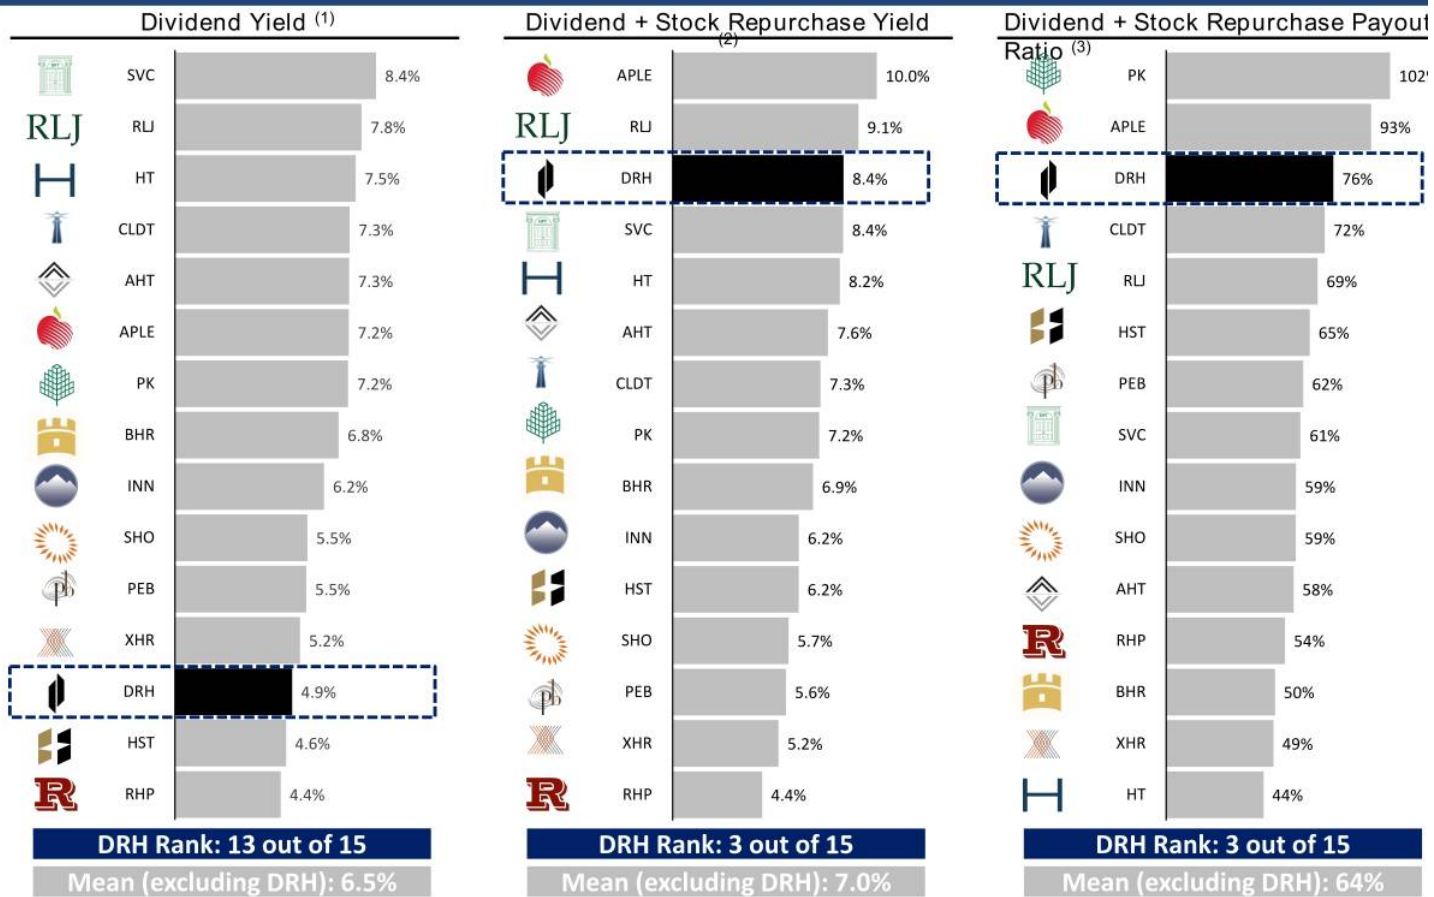 Dividend Yield (1)
SVC 8.4%
RLJ RLJ 7.8%
HT 7.5%
CLDT 7.3%
AHT 7.3%
APLE 7.2%
PK 7.2%
BHR 6.8%
INN 6.2%
SHO 5.5%
pb PEB 5.5%
XHR 5.2%
DRH 4.9%
HST 4.6%
R RHP 4.4%
DRH Rank: 13 out of 15
Mean (excluding DRH): 6.5%
Dividend + Stock Repurchase Yield
(2)
APLE 10.0%
RLJ RLJ 9.1%
DRH 8.4%
SVC 8.4%
HT 8.2%
AHT 7.6%
CLDT 7.3%
PK 7.2%
BHR 6.9%
INN 6.2%
HST 6.2%
SHO 5.7%
pb PEB 5.6%
XHR 5.2%
R RHP 4.4%
DRH Rank: 3 out of 15
Mean (excluding DRH): 7.0%
Dividend + Stock Repurchase Payout
Ratio (3)
PK 102%
APLE 93%
DRH 76%
CLDT 72%
RLJ RLJ 69%
HST 65%
pb PEB 62%
SVC 61%
INN 59%
SHO 59%
AHT 58%
R RHP 54%
BHR 50%
XHR 49%
HT 44%
DRH Rank: 3 out of 15
Mean (excluding DRH): 64%